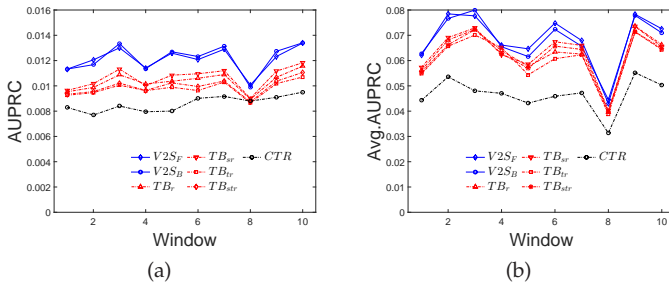 0.016
0.014
0.012
0.01
0.008
0.006
0.004
0.002
0
AUPRC
V2S_F
V2S_B
TB_r
TB_sr
TB_tr
TB_str
CTR
2 4 6 8 10
Window
(a)
0.08
0.07
0.06
0.05
0.04
0.03
0.02
0.01
0
Avg.AUPRC
V2S_F
V2S_B
TB_r
TB_sr
TB_tr
TB_str
CTR
2 4 6 8 10
Window
(b)